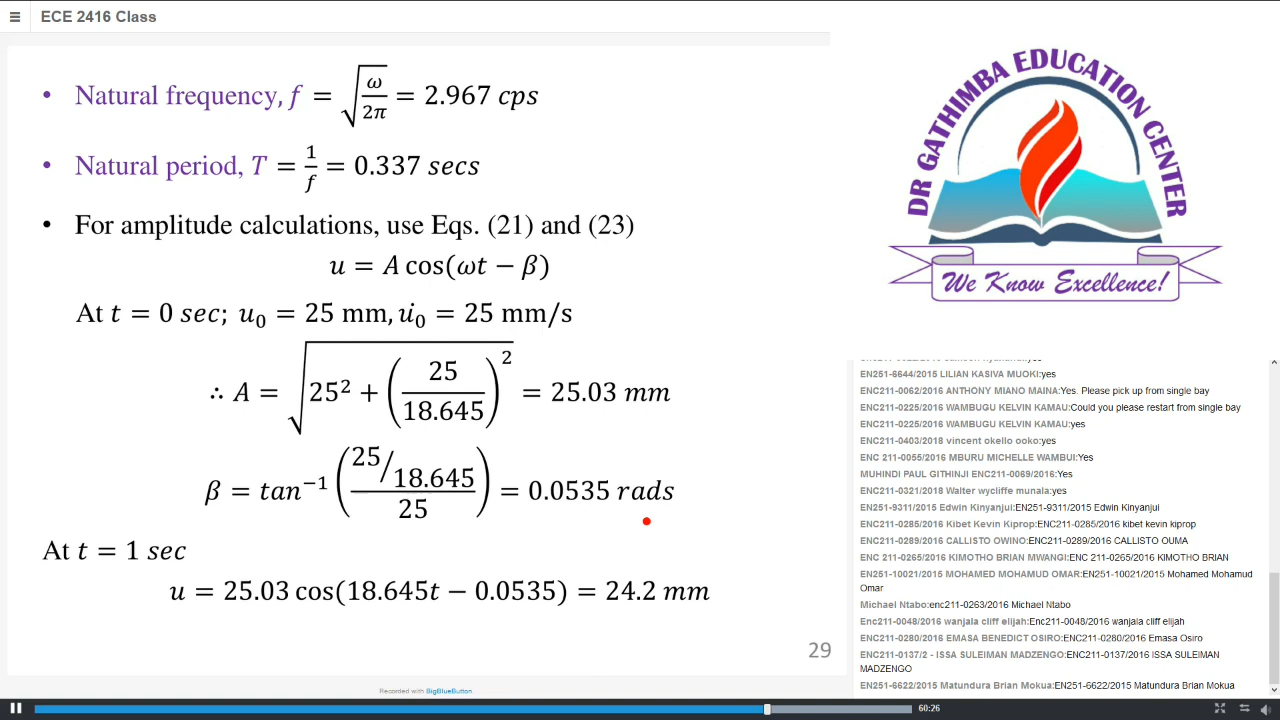 ECE 2416 Class
• Natural frequency, f = √(ω/2π) = 2.967 cps
• Natural period, T = 1/f = 0.337 secs
• For amplitude calculations, use Eqs. (21) and (23)
u = A cos(ωt − β)
At t = 0 sec; u₀ = 25 mm, u̇₀ = 25 mm/s
∴ A = √(25² + (25/18.645)²) = 25.03 mm
β = tan⁻¹((25/18.645)/25) = 0.0535 rads
At t = 1 sec
u = 25.03 cos(18.645t − 0.0535) = 24.2 mm
29
Recorded with BigBlueButton.
DR GATHIMBA EDUCATION CENTER
We Know Excellence!
EN251-6644/2015 LILIAN KASIVA MUOKI:yes
ENC211-0062/2016 ANTHONY MIANO MAINA:Yes. Please pick up from single bay
ENC211-0225/2016 WAMBUGU KELVIN KAMAU:Could you please restart from single bay
ENC211-0225/2016 WAMBUGU KELVIN KAMAU:yes
ENC211-0403/2018 vincent okello ooko:yes
ENC 211-0055/2016 MBURU MICHELLE WAMBUI:Yes
MUHINDI PAUL GITHINJI ENC211-0069/2016:Yes
ENC211-0321/2018 Walter wycliffe munala:yes
EN251-9311/2015 Edwin Kinyanjui:EN251-9311/2015 Edwin Kinyanjui
ENC211-0285/2016 Kibet Kevin Kiprop:ENC211-0285/2016 kibet kevin kiprop
ENC211-0289/2016 CALLISTO OWINO:ENC211-0289/2016 CALLISTO OUMA
ENC 211-0265/2016 KIMOTHO BRIAN MWANGI:ENC 211-0265/2016 KIMOTHO BRIAN
EN251-10021/2015 MOHAMED MOHAMUD OMAR:EN251-10021/2015 Mohamed Mohamud
Omar
Michael Ntabo:enc211-0263/2016 Michael Ntabo
Enc211-0048/2016 wanjala cliff elijah:Enc211-0048/2016 wanjala cliff elijah
ENC211-0280/2016 EMASA BENEDICT OSIRO:ENC211-0280/2016 Emasa Osiro
ENC211-0137/2 - ISSA SULEIMAN MADZENGO:ENC211-0137/2016 ISSA SULEIMAN
MADZENGO
EN251-6622/2015 Matundura Brian Mokua:EN251-6622/2015 Matundura Brian Mokua
60:26